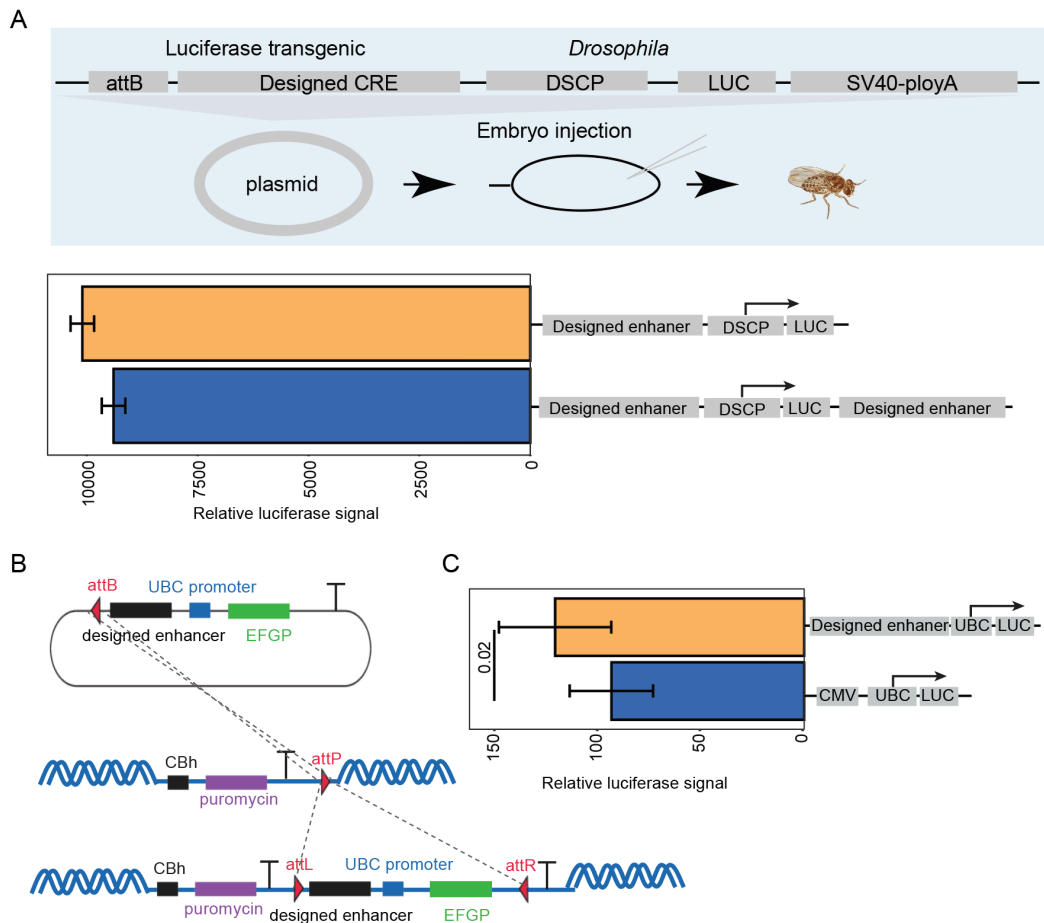 A
Luciferase transgenic Drosophila
attB Designed CRE DSCP LUC SV40-ployA
Embryo injection
plasmid
Designed enhaner DSCP LUC
Designed enhaner DSCP LUC Designed enhaner
10000 7500 5000 2500 0
Relative luciferase signal
B
attB UBC promoter
designed enhancer EFGP
CBh attP
puromycin
CBh attL UBC promoter attR
puromycin designed enhancer EFGP
C
0.02
Designed enhaner UBC LUC
CMV UBC LUC
150 100 50 0
Relative luciferase signal